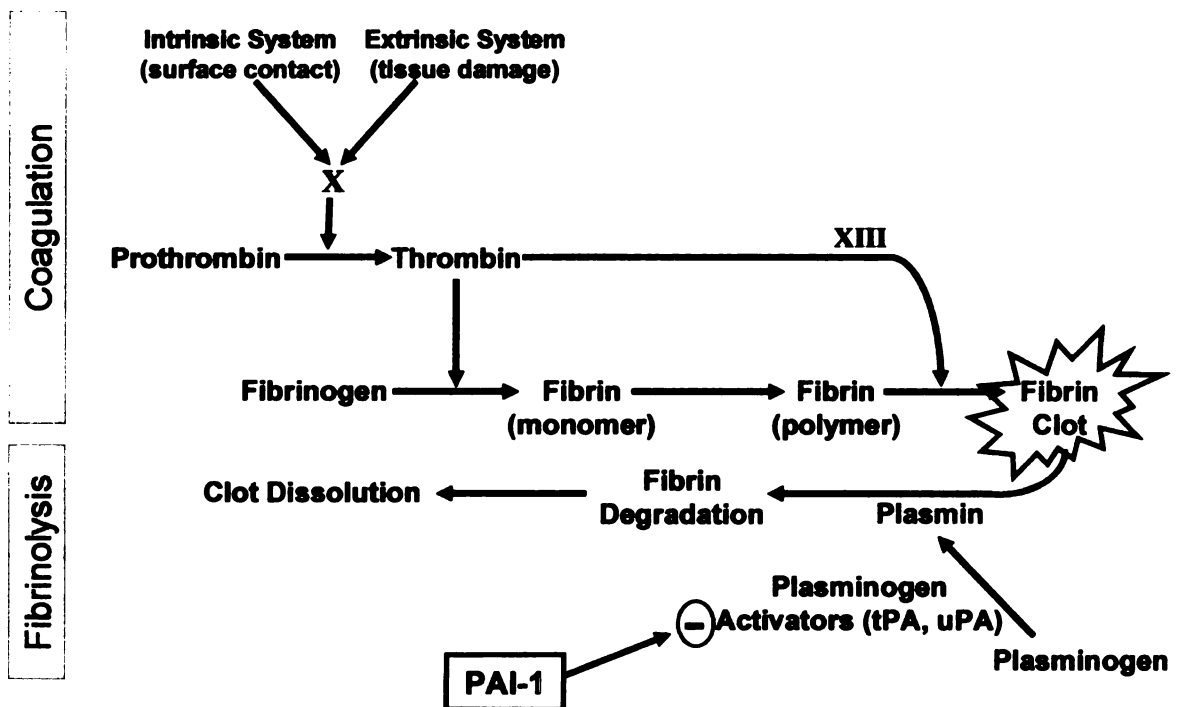 Coagulation
Intrinsic System
(surface contact)
Extrinsic System
(tissue damage)
X
Prothrombin
Thrombin
XIII
Fibrinogen
Fibrin
(monomer)
Fibrin
(polymer)
Fibrin
Clot
Fibrinolysis
Clot Dissolution
Fibrin
Degradation
Plasmin
Plasminogen
Activators (tPA, uPA)
−
Plasminogen
PAI-1